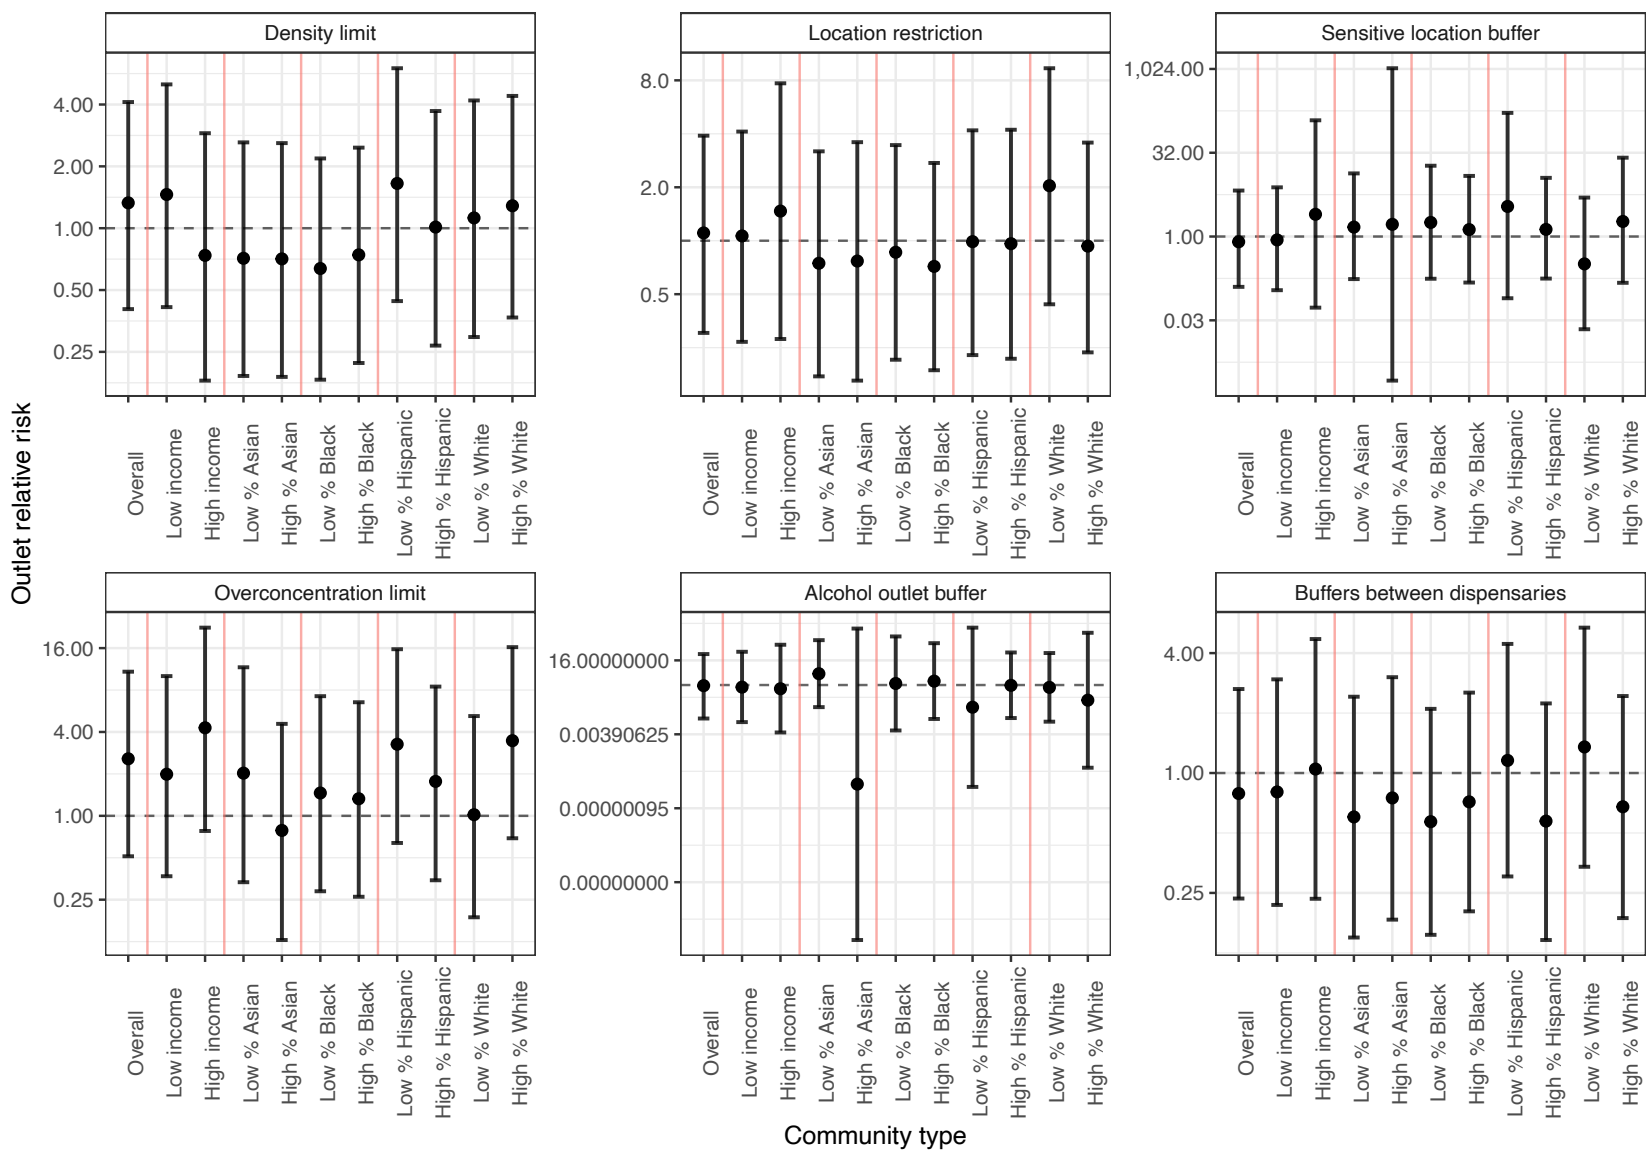 Density limit
Location restriction
Sensitive location buffer
4.00
2.00
1.00
0.50
0.25
8.0
2.0
0.5
1,024.00
32.00
1.00
0.03
Overall
Low income
High income
Low % Asian
High % Asian
Low % Black
High % Black
Low % Hispanic
High % Hispanic
Low % White
High % White
Overall
Low income
High income
Low % Asian
High % Asian
Low % Black
High % Black
Low % Hispanic
High % Hispanic
Low % White
High % White
Overall
Low income
High income
Low % Asian
High % Asian
Low % Black
High % Black
Low % Hispanic
High % Hispanic
Low % White
High % White
Outlet relative risk
Overconcentration limit
Alcohol outlet buffer
Buffers between dispensaries
16.00
4.00
1.00
0.25
16.00000000
0.00390625
0.00000095
0.00000000
4.00
1.00
0.25
Overall
Low income
High income
Low % Asian
High % Asian
Low % Black
High % Black
Low % Hispanic
High % Hispanic
Low % White
High % White
Overall
Low income
High income
Low % Asian
High % Asian
Low % Black
High % Black
Low % Hispanic
High % Hispanic
Low % White
High % White
Overall
Low income
High income
Low % Asian
High % Asian
Low % Black
High % Black
Low % Hispanic
High % Hispanic
Low % White
High % White
Community type